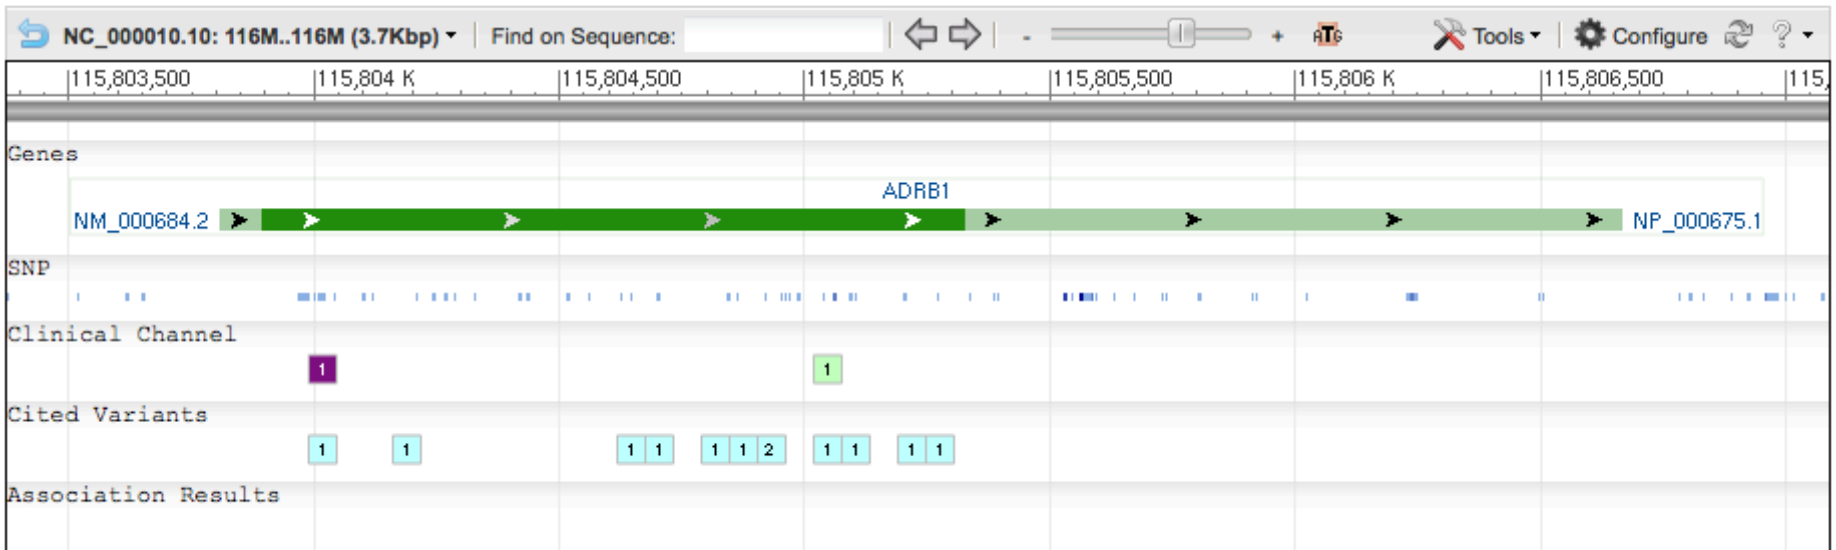 NC_000010.10: 116M..116M (3.7Kbp) Find on Sequence: - + ATG Tools Configure ?
|115,803,500 |115,804 K |115,804,500 |115,805 K |115,805,500 |115,806 K |115,806,500 |115,
Genes
ADRB1
NM_000684.2 NP_000675.1
SNP
Clinical Channel
1 1
Cited Variants
1 1 1 1 1 1 2 1 1 1 1
Association Results